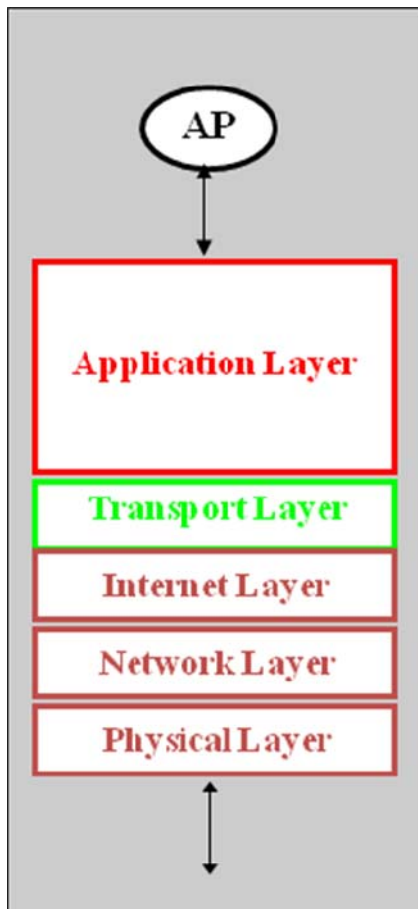 AP
Application Layer
Transport Layer
Internet Layer
Network Layer
Physical Layer